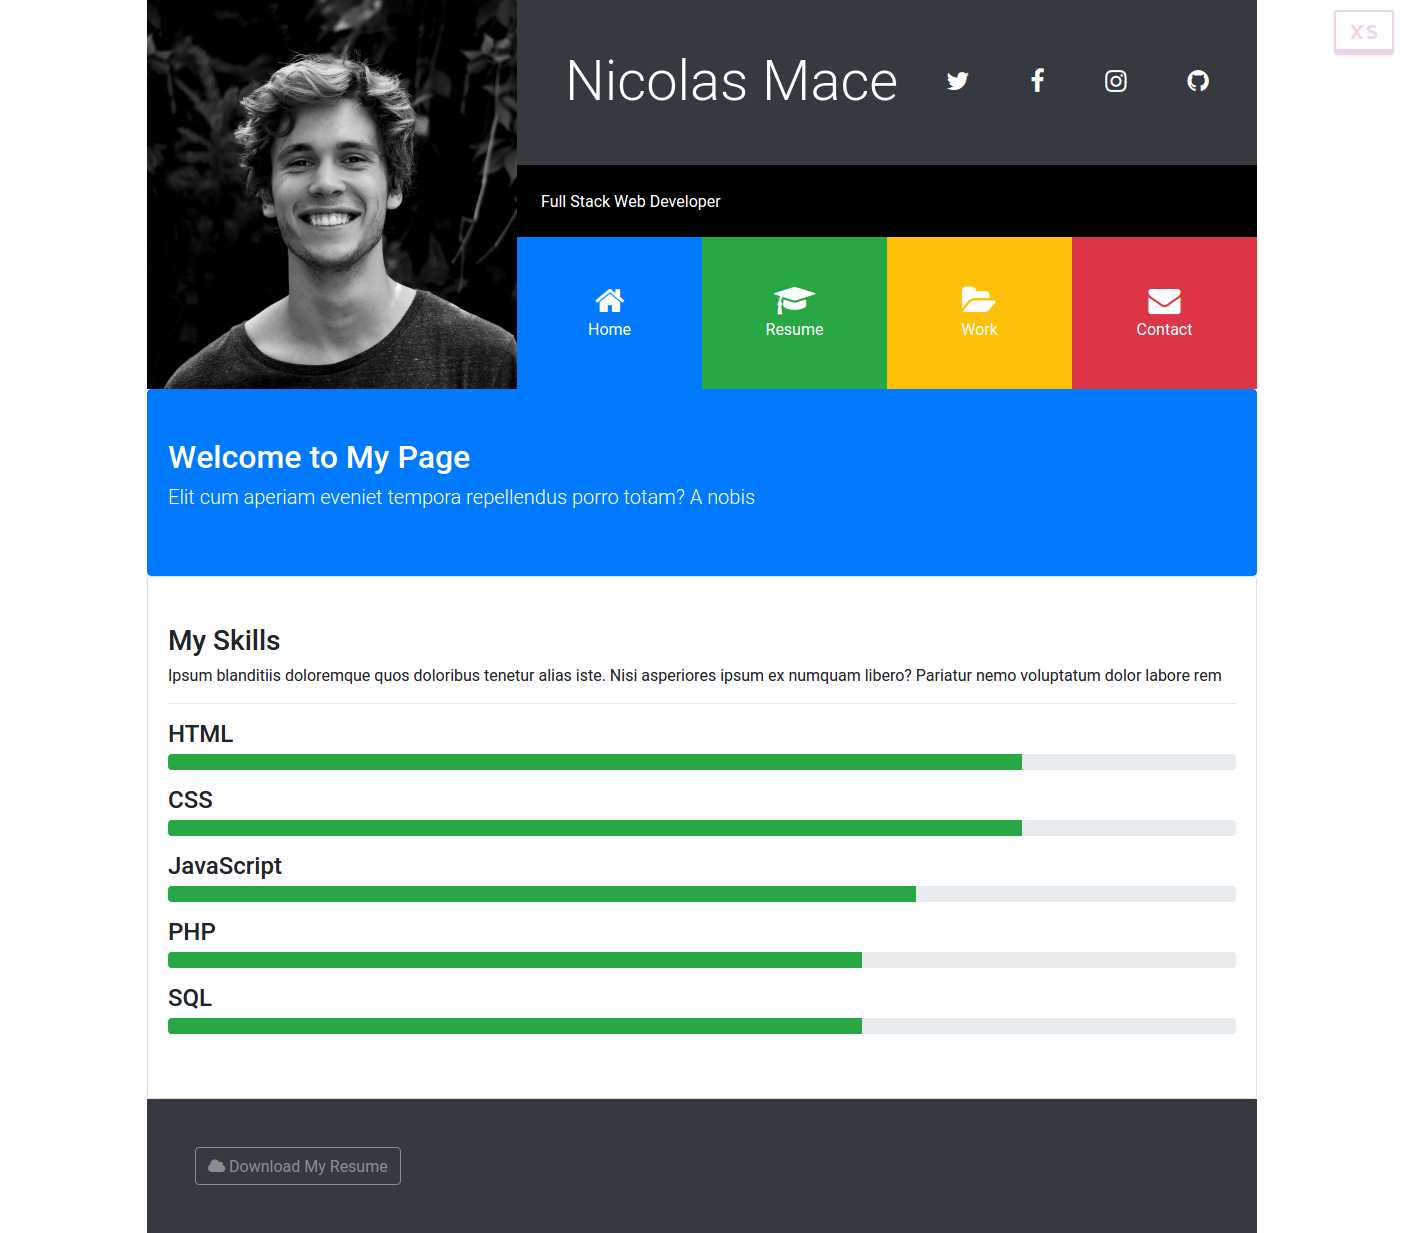 XS
Nicolas Mace
Full Stack Web Developer
Home
Resume
Work
Contact
Welcome to My Page
Elit cum aperiam eveniet tempora repellendus porro totam? A nobis
My Skills
Ipsum blanditiis doloremque quos doloribus tenetur alias iste. Nisi asperiores ipsum ex numquam libero? Pariatur nemo voluptatum dolor labore rem
HTML
CSS
JavaScript
PHP
SQL
Download My Resume